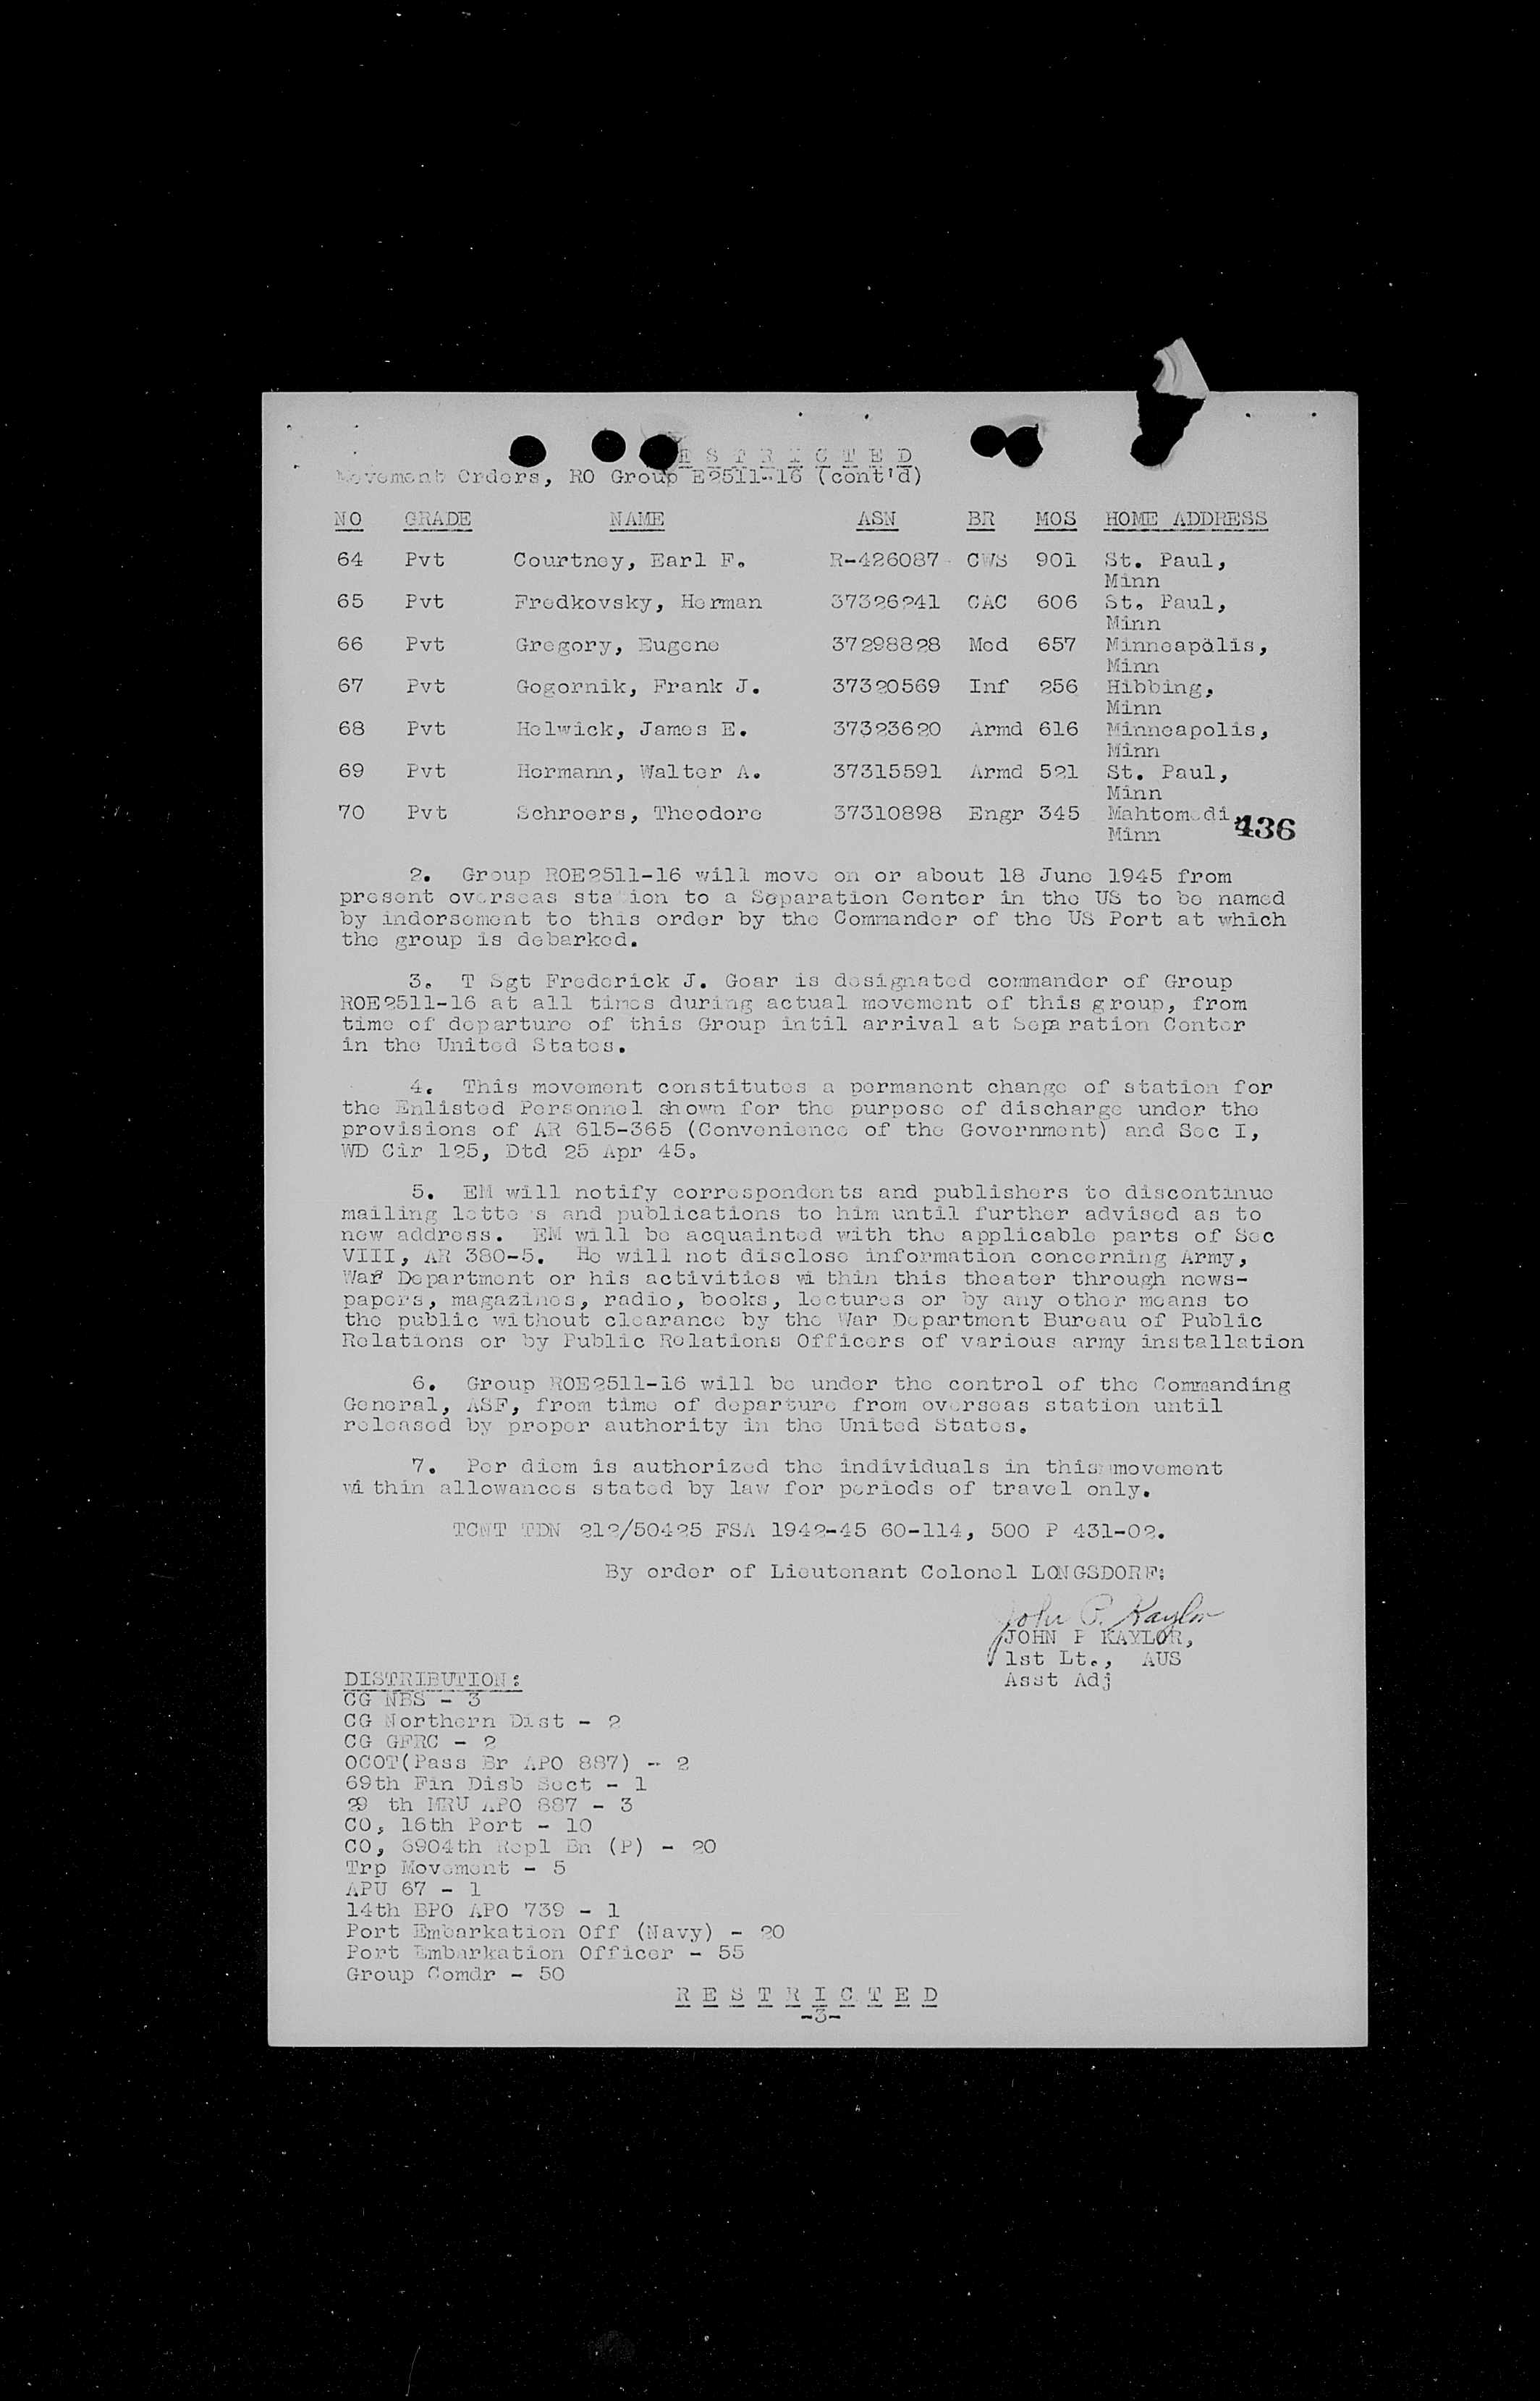 E S T R I C T E D
Movement Orders, RO Group E2511-16 (cont'd)
NO GRADE NAME ASN BR MOS HOME ADDRESS
64 Pvt Courtney, Earl F. R-426087 CWS 901 St. Paul,
Minn
65 Pvt Fredkovsky, Herman 37326241 CAC 606 St. Paul,
Minn
66 Pvt Gregory, Eugene 37298828 Med 657 Minneapolis,
Minn
67 Pvt Gogornik, Frank J. 37320569 Inf 256 Hibbing,
Minn
68 Pvt Helwick, James E. 37323620 Armd 616 Minneapolis,
Minn
69 Pvt Hermann, Walter A. 37315591 Armd 521 St. Paul,
Minn
70 Pvt Schroers, Theodore 37310898 Engr 345 Mahtomedi,
Minn
436
2. Group ROE2511-16 will move on or about 18 June 1945 from
present overseas station to a Separation Center in the US to be named
by indorsement to this order by the Commander of the US Port at which
the group is debarked.
3. T Sgt Frederick J. Goar is designated commander of Group
ROE2511-16 at all times during actual movement of this group, from
time of departure of this Group intil arrival at Separation Center
in the United States.
4. This movement constitutes a permanent change of station for
the Enlisted Personnel shown for the purpose of discharge under the
provisions of AR 615-365 (Convenience of the Government) and Sec I,
WD Cir 125, Dtd 25 Apr 45.
5. EM will notify correspondents and publishers to discontinue
mailing lette s and publications to him until further advised as to
new address. EM will be acquainted with the applicable parts of Sec
VIII, AR 380-5. He will not disclose information concerning Army,
War Department or his activities within this theater through news-
papers, magazines, radio, books, lectures or by any other means to
the public without clearance by the War Department Bureau of Public
Relations or by Public Relations Officers of various army installation
6. Group ROE2511-16 will be under the control of the Commanding
General, ASF, from time of departure from overseas station until
released by proper authority in the United States.
7. Per diem is authorized the individuals in this movement
within allowances stated by law for periods of travel only.
TCNT TDN 212/50425 FSA 1942-45 60-114, 500 P 431-02.
By order of Lieutenant Colonel LONGSDORF:
John P. Kaylor
JOHN P KAYLOR,
1st Lt., AUS
Asst Adj
DISTRIBUTION:
CG NBS - 3
CG Northern Dist - 2
CG GFRC - 2
OCOT(Pass Br APO 887) - 2
69th Fin Disb Sect - 1
29 th MRU APO 887 - 3
CO, 16th Port - 10
CO, 6904th Repl Bn (P) - 20
Trp Movement - 5
APU 67 - 1
14th BPO APO 739 - 1
Port Embarkation Off (Navy) - 20
Port Embarkation Officer - 55
Group Comdr - 50
R E S T R I C T E D
-3-